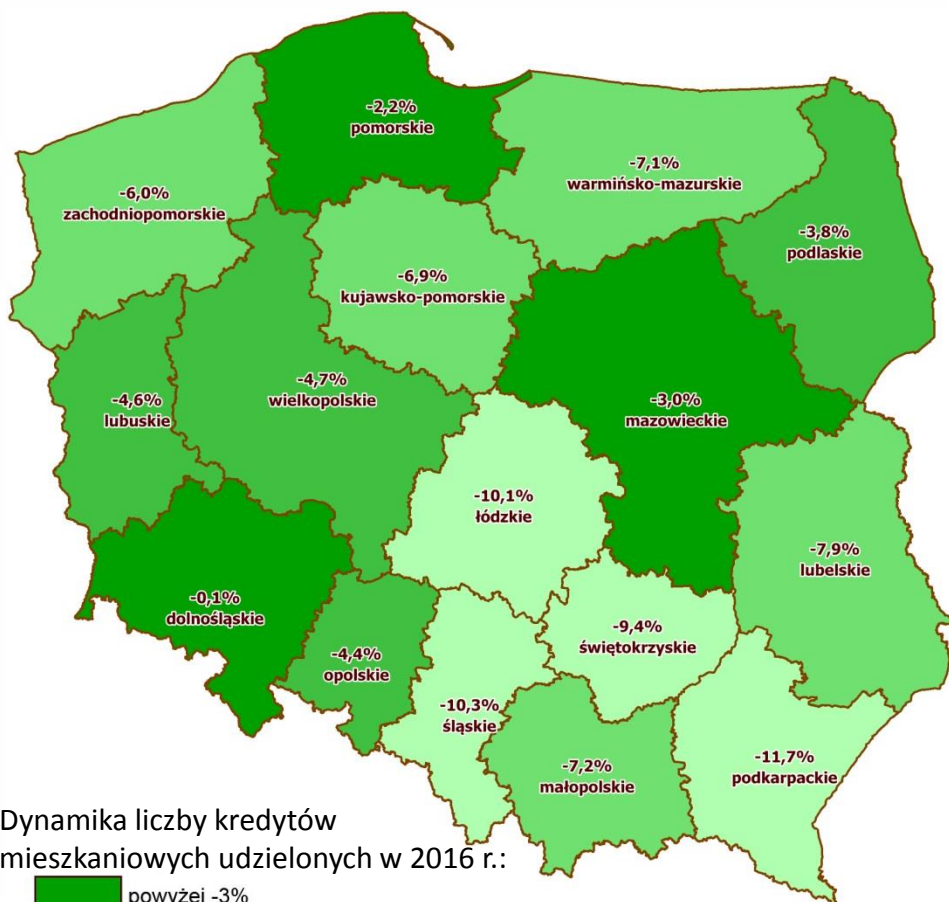 -2,2%
pomorskie
-7,1%
warmińsko-mazurskie
-6,0%
zachodniopomorskie
-3,8%
podlaskie
-6,9%
kujawsko-pomorskie
-4,7%
wielkopolskie
-4,6%
lubuskie
-3,0%
mazowieckie
-10,1%
łódzkie
-7,9%
lubelskie
-0,1%
dolnośląskie
-4,4%
opolskie
-9,4%
świętokrzyskie
-10,3%
śląskie
-7,2%
małopolskie
-11,7%
podkarpackie
Dynamika liczby kredytów
mieszkaniowych udzielonych w 2016 r.:
powyżej -3%